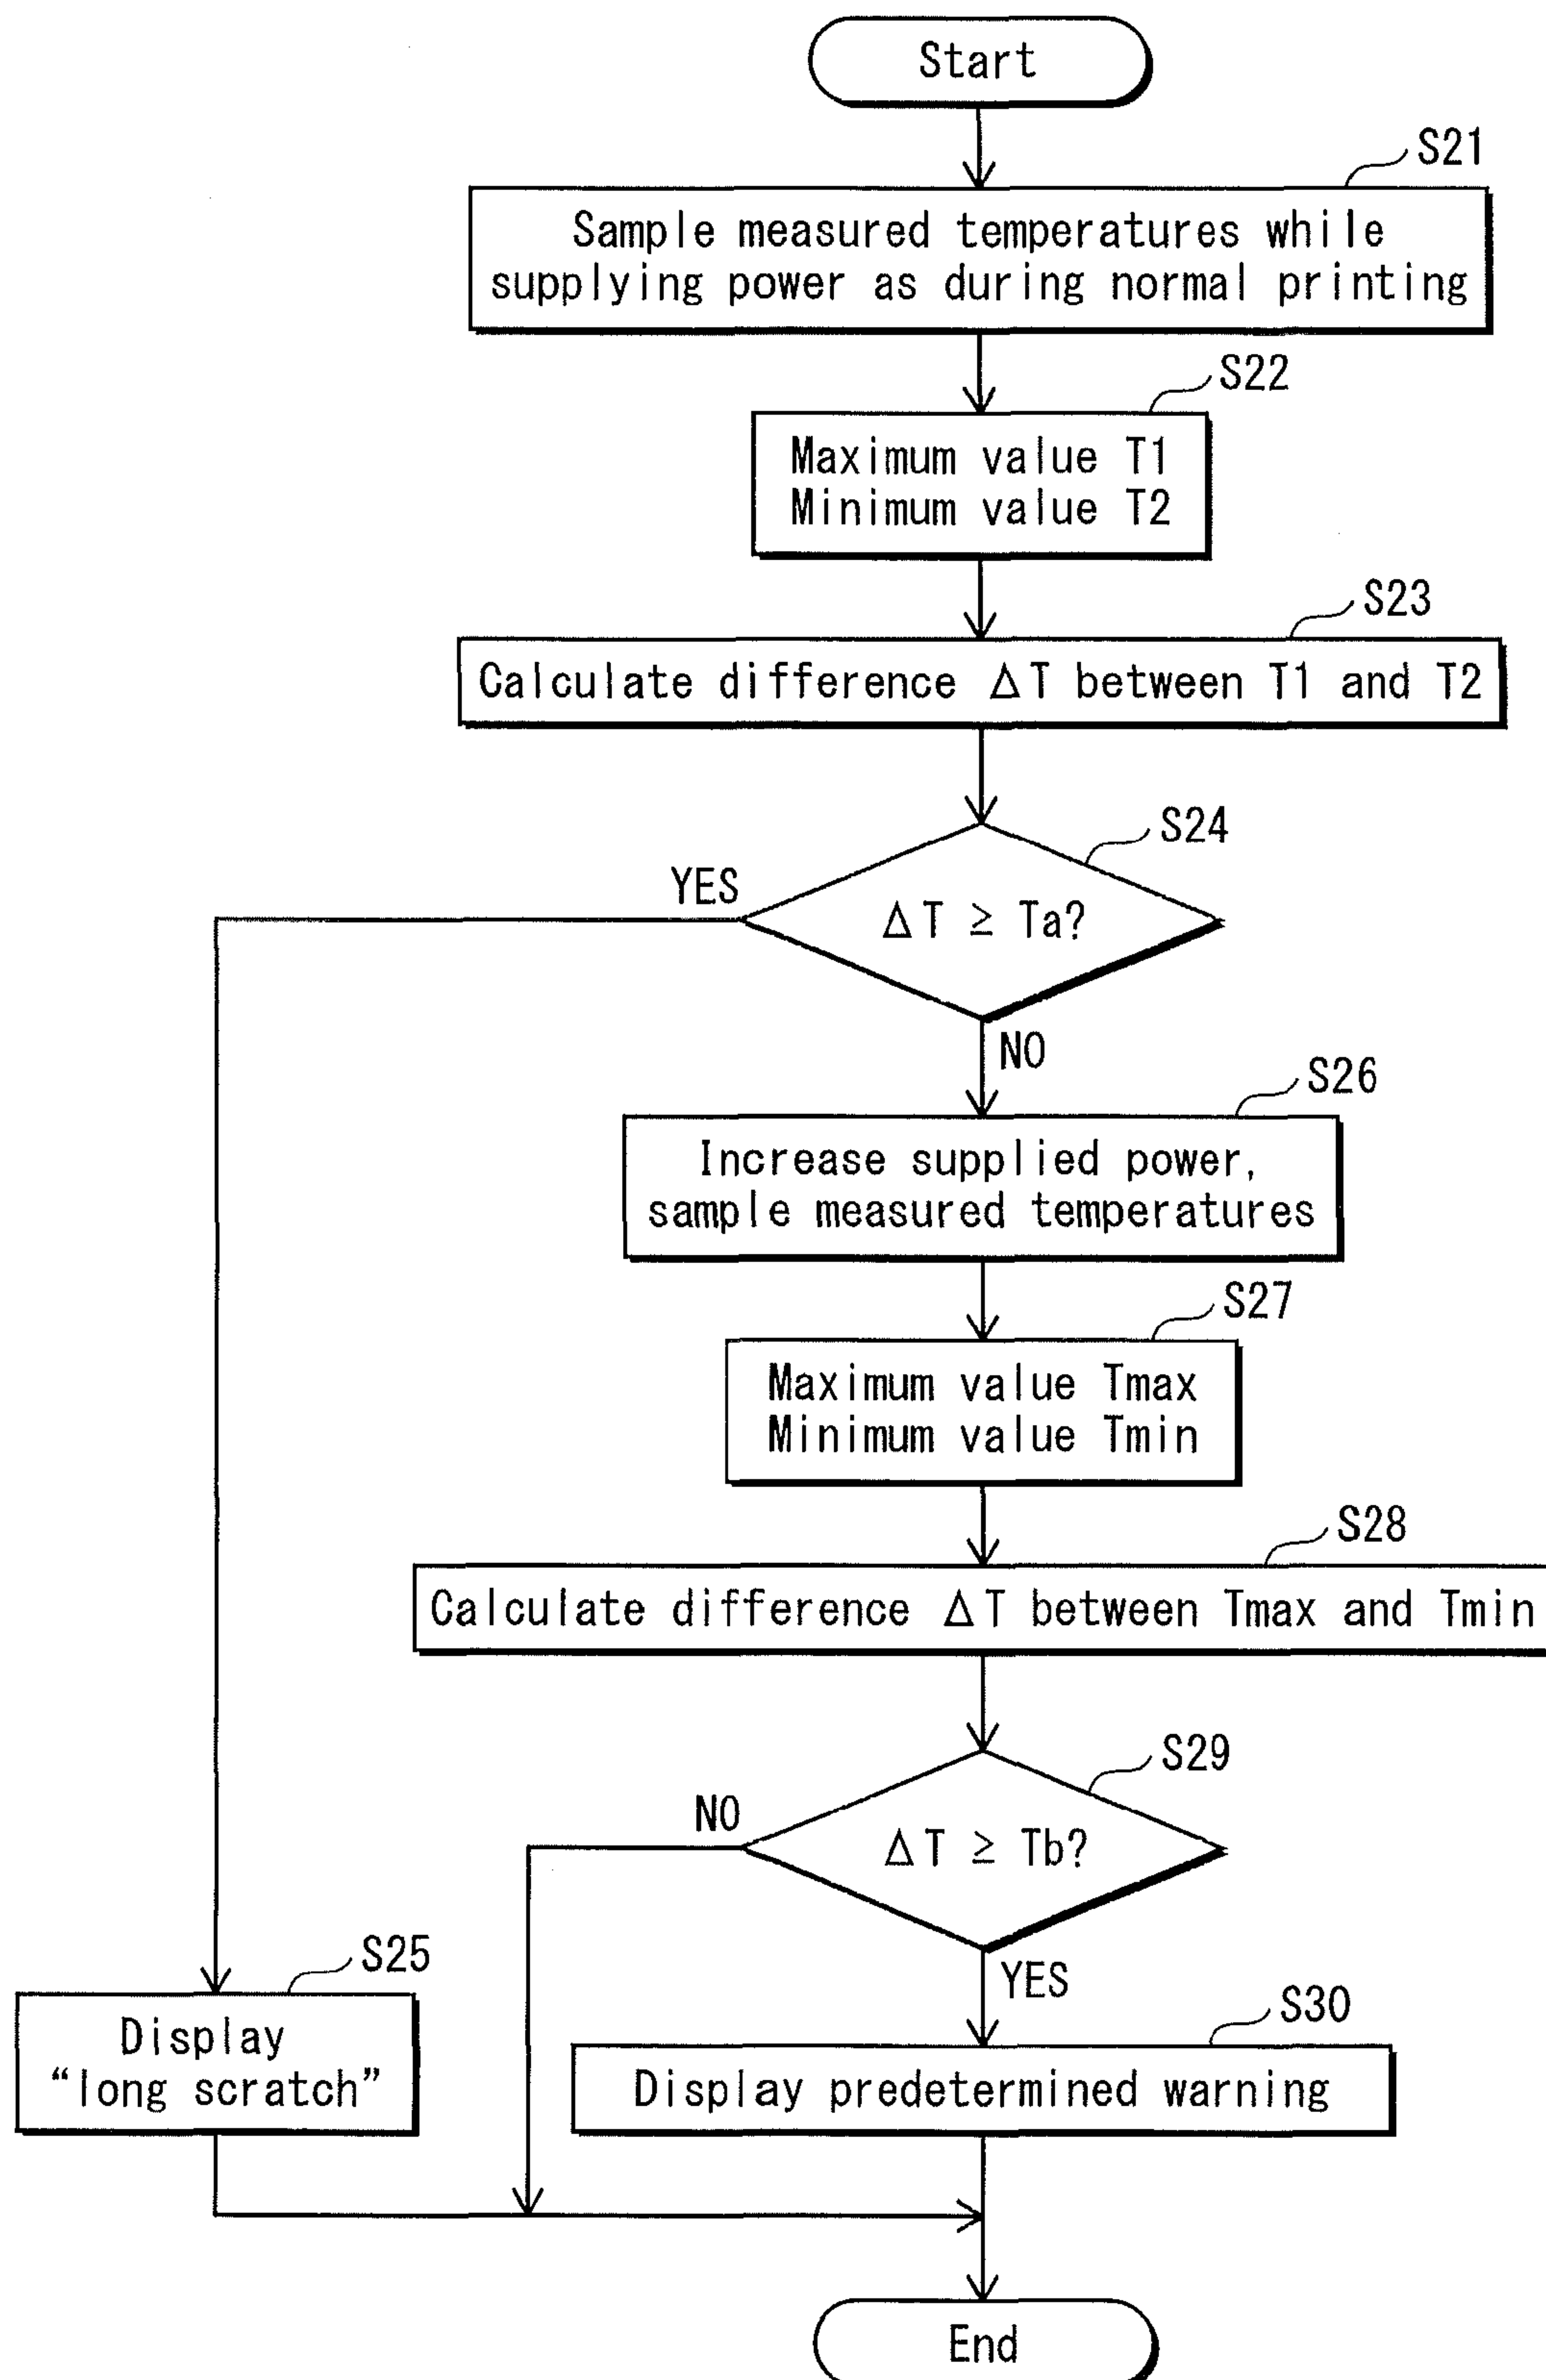 Start
S21
Sample measured temperatures while
supplying power as during normal printing
S22
Maximum value T1
Minimum value T2
S23
Calculate difference ΔT between T1 and T2
S24
YES
ΔT ≥ Ta?
NO
S26
Increase supplied power,
sample measured temperatures
S27
Maximum value Tmax
Minimum value Tmin
S28
Calculate difference ΔT between Tmax and Tmin
S29
NO
ΔT ≥ Tb?
YES
S25
Display
“long scratch”
S30
Display predetermined warning
End